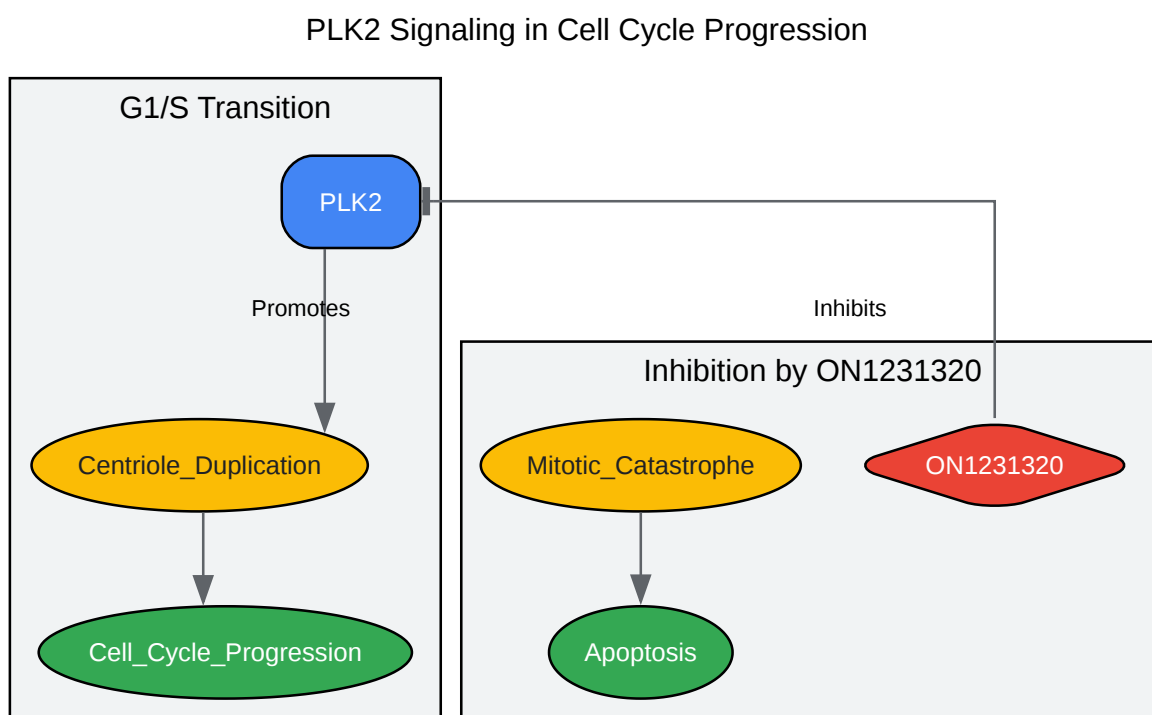 PLK2 Signaling in Cell Cycle Progression
G1/S Transition
PLK2
Promotes
Inhibits
Inhibition by ON1231320
Centriole_Duplication
Mitotic_Catastrophe
ON1231320
Cell_Cycle_Progression
Apoptosis